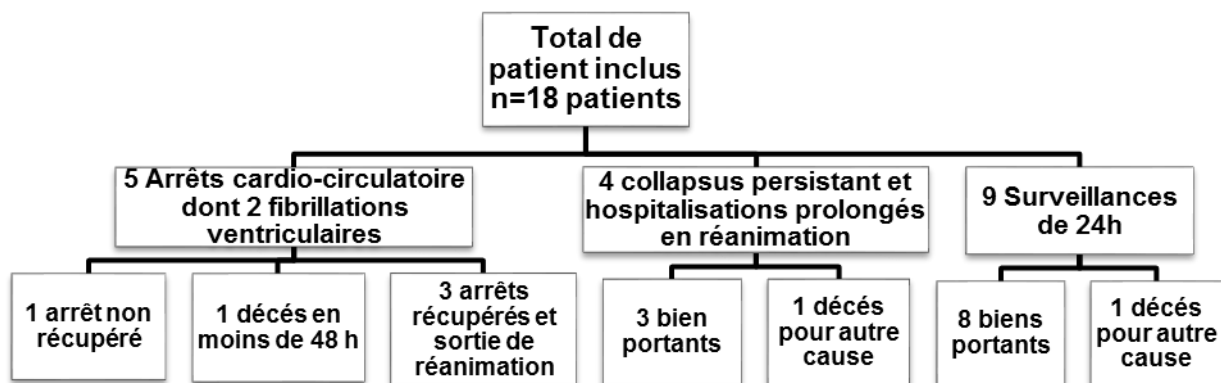 Total de
patient inclus
n=18 patients
5 Arrêts cardio-circulatoire
dont 2 fibrillations
ventriculaires
4 collapsus persistant et
hospitalisations prolongés
en réanimation
9 Surveillances
de 24h
1 arrêt non
récupéré
1 décés en
moins de 48 h
3 arrêts
récupérés et
sortie de
réanimation
3 bien
portants
1 décés
pour autre
cause
8 biens
portants
1 décés
pour autre
cause